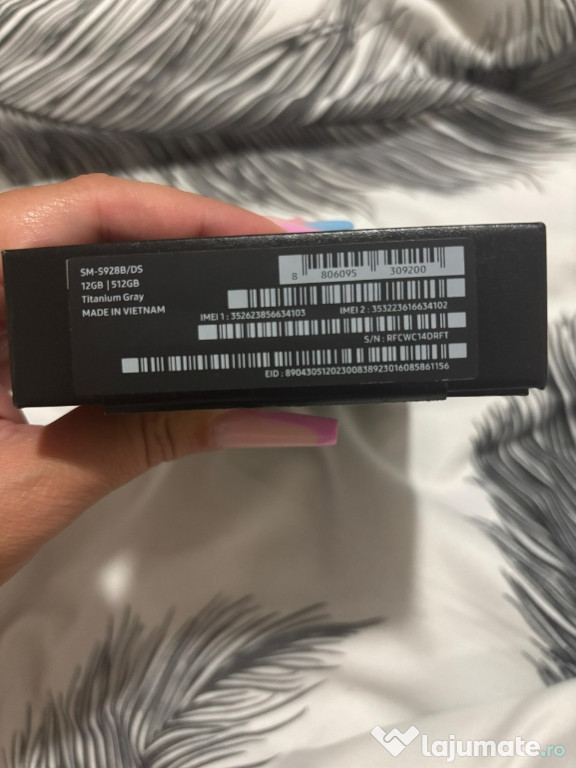 SM-S928B/DS
12GB | 512GB
Titanium Gray
MADE IN VIETNAM
8 806095 309200
IMEI 1 : 352623856634103 IMEI 2 : 353223616634102
S/N : RFCWC14DRFT
EID : 89043051202300838923016085861156
lajumate.ro